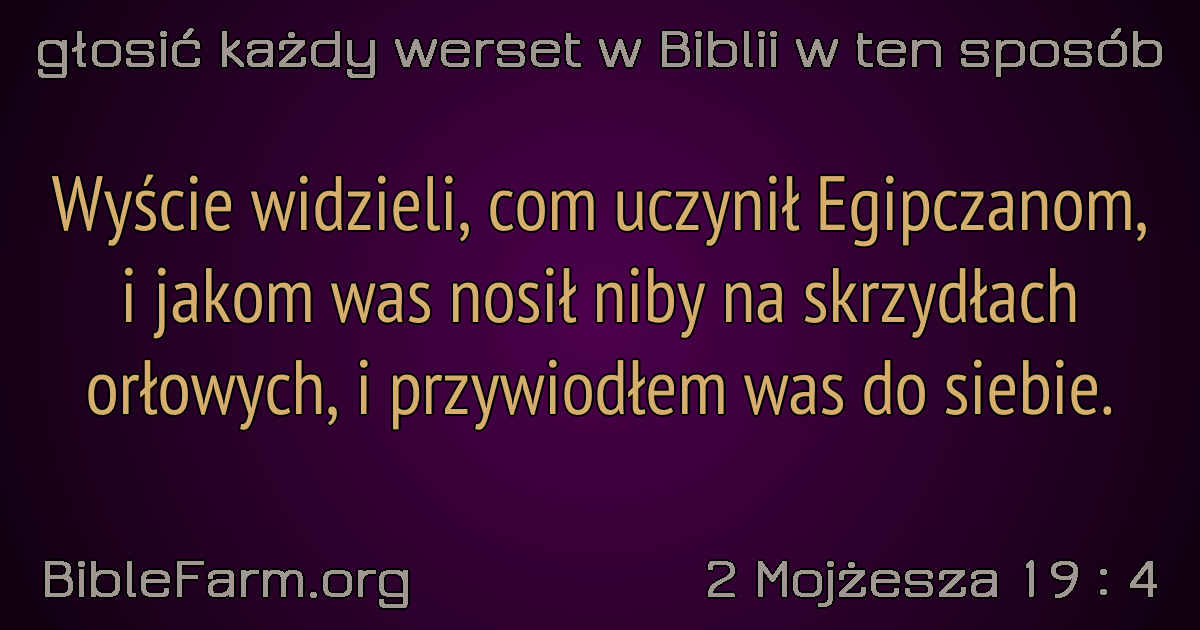 głosić każdy werset w Biblii w ten sposób
Wyście widzieli, com uczynił Egipczanom,
i jakom was nosił niby na skrzydłach
orłowych, i przywiodłem was do siebie.
BibleFarm.org
2 Mojżesza 19 : 4